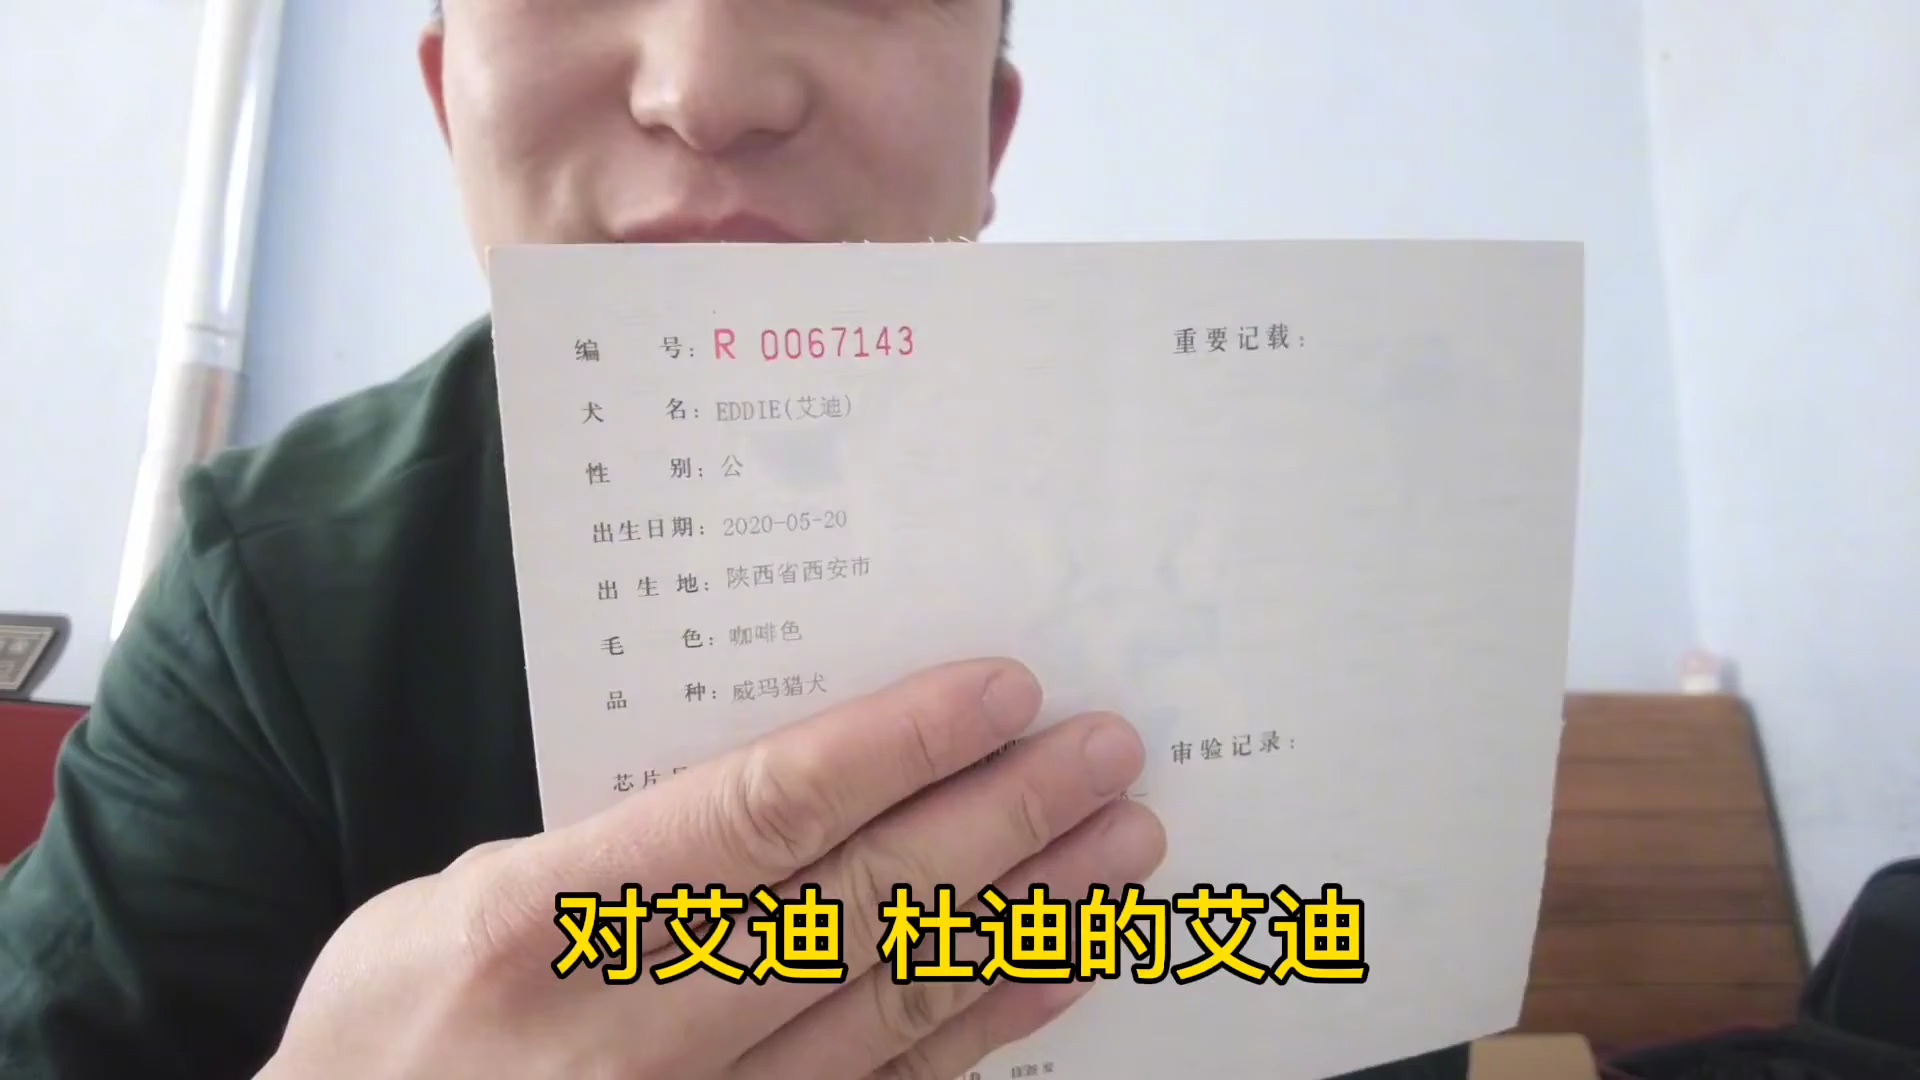 编号：R 0067143
犬名：EDDIE(艾迪)
性别：公
出生日期：2020-05-20
出生地：陕西省西安市
毛色：咖啡色
品种：威玛猎犬
芯片
重要记载：
审验记录：
对艾迪 杜迪的艾迪